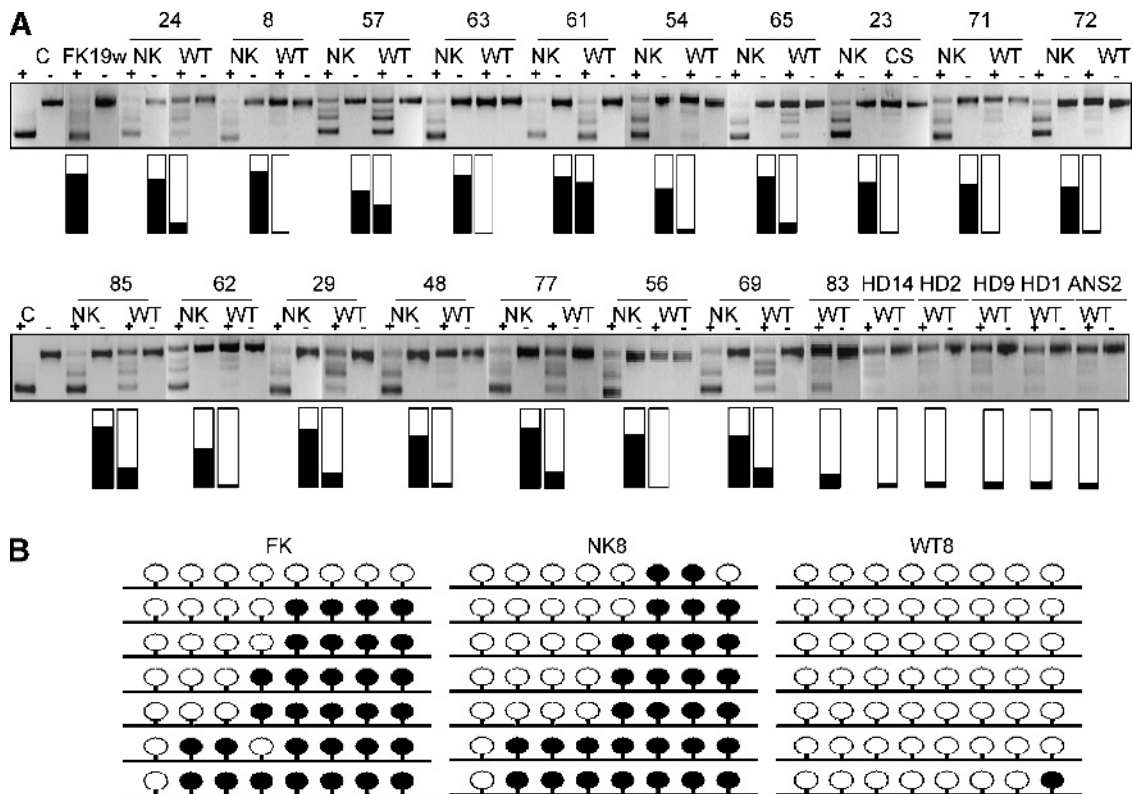 A
24 8 57 63 61 54 65 23 71 72
C FK19w NK WT NK WT NK WT NK WT NK WT NK WT NK WT NK CS NK WT NK WT
+ - + - + - + - + - + - + - + - + - + - + - + - + - + - + - + - + - + - + - + - + - + -
85 62 29 48 77 56 69 83 HD14 HD2 HD9 HD1 ANS2
C NK WT NK WT NK WT NK WT NK WT NK WT NK WT WT WT WT WT WT WT
+ - + - + - + - + - + - + - + - + - + - + - + - + - + - + - + - + - + - + - + - + -
B
FK NK8 WT8